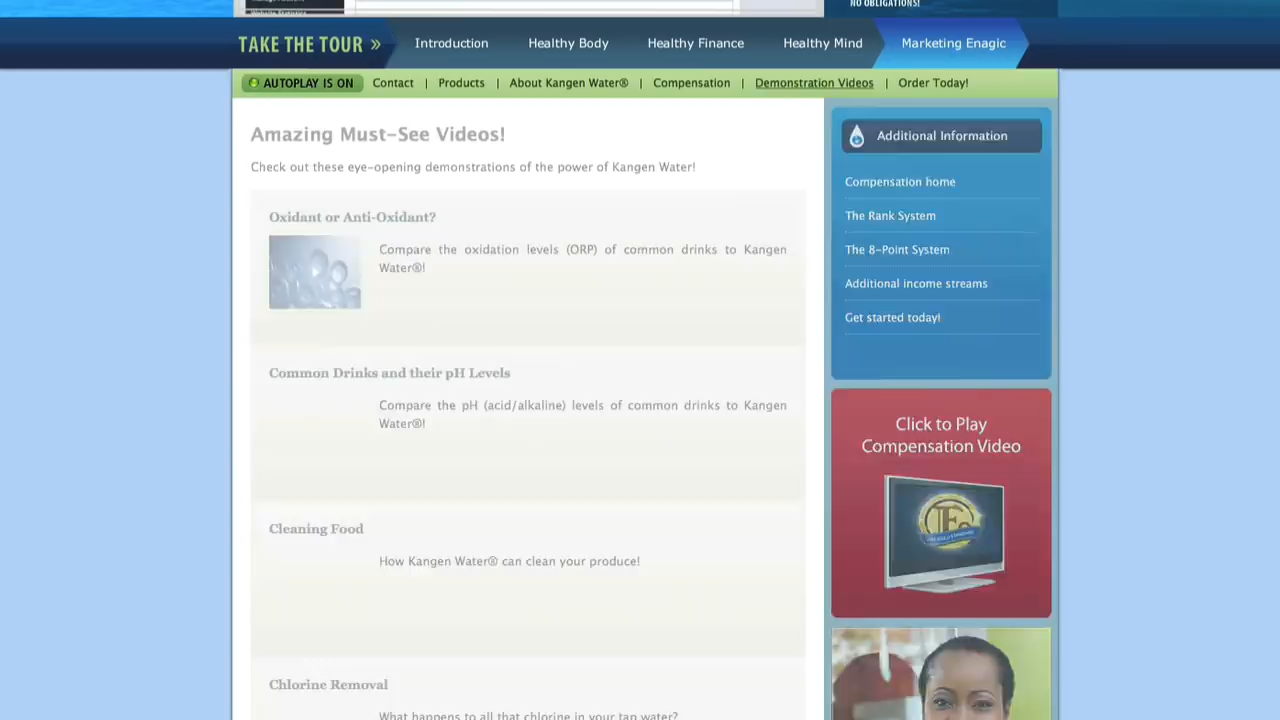 NO OBLIGATIONS!
TAKE THE TOUR »
Introduction
Healthy Body
Healthy Finance
Healthy Mind
Marketing Enagic
AUTOPLAY IS ON
Contact | Products | About Kangen Water® | Compensation | Demonstration Videos | Order Today!
Amazing Must-See Videos!
Check out these eye-opening demonstrations of the power of Kangen Water!
Oxidant or Anti-Oxidant?
Compare the oxidation levels (ORP) of common drinks to Kangen
Water®!
Common Drinks and their pH Levels
Compare the pH (acid/alkaline) levels of common drinks to Kangen
Water®!
Cleaning Food
How Kangen Water® can clean your produce!
Chlorine Removal
What happens to all that chlorine in your tap water?
Additional Information
Compensation home
The Rank System
The 8-Point System
Additional income streams
Get started today!
Click to Play
Compensation Video